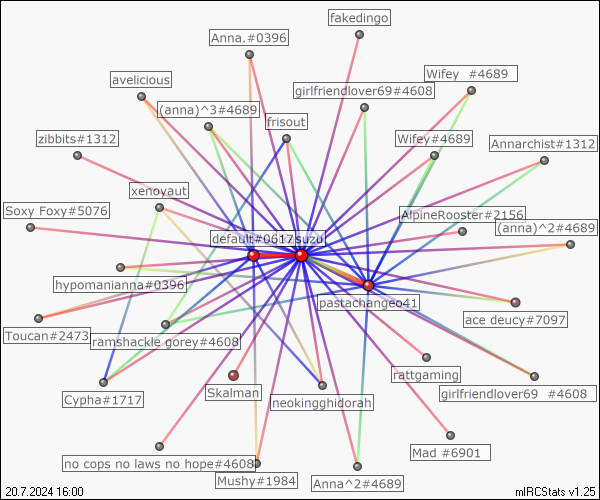 fakedingo
Anna.#0396
Wifey  #4689
avelicious
girlfriendlover69#4608
(anna)^3#4689
frisout
zibbits#1312
Wifey#4689
Annarchist#1312
xenoyaut
Soxy Foxy#5076
AlpineRooster#2156
(anna)^2#4689
default#0617
suzu
hypomanianna#0396
pastachangeo41
ace deucy#7097
Toucan#2473
ramshackle gorey#4608
rattgaming
Skalman
girlfriendlover69  #4608
Cypha#1717
neokingghidorah
Mad #6901
no cops no laws no hope#4608
Mushy#1984
Anna^2#4689
20.7.2024 16:00
mIRCStats v1.25